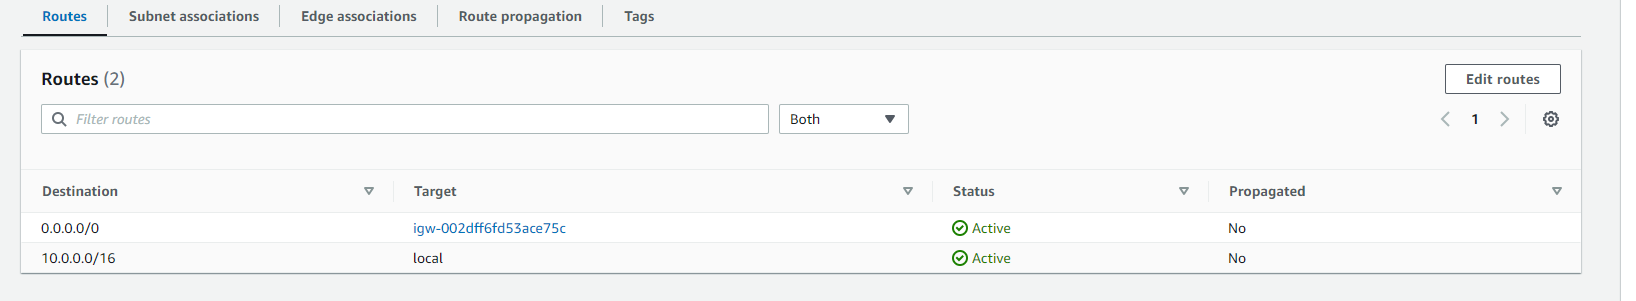 Routes Subnet associations Edge associations Route propagation Tags
Routes (2) Edit routes
Filter routes Both 1
Destination Target Status Propagated
0.0.0.0/0 igw-002dff6fd53ace75c Active No
10.0.0.0/16 local Active No